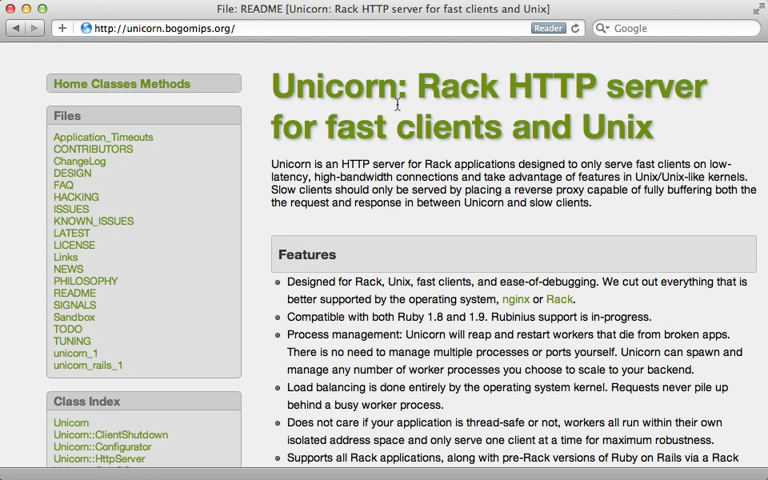 File: README [Unicorn: Rack HTTP server for fast clients and Unix]
http://unicorn.bogomips.org/
Reader
Google
Home Classes Methods
Files
Application_Timeouts
CONTRIBUTORS
ChangeLog
DESIGN
FAQ
HACKING
ISSUES
KNOWN_ISSUES
LATEST
LICENSE
Links
NEWS
PHILOSOPHY
README
SIGNALS
Sandbox
TODO
TUNING
unicorn_1
unicorn_rails_1
Class Index
Unicorn
Unicorn::ClientShutdown
Unicorn::Configurator
Unicorn::HttpServer
Unicorn: Rack HTTP server
for fast clients and Unix
Unicorn is an HTTP server for Rack applications designed to only serve fast clients on low-
latency, high-bandwidth connections and take advantage of features in Unix/Unix-like kernels.
Slow clients should only be served by placing a reverse proxy capable of fully buffering both the
the request and response in between Unicorn and slow clients.
Features
Designed for Rack, Unix, fast clients, and ease-of-debugging. We cut out everything that is
better supported by the operating system, nginx or Rack.
Compatible with both Ruby 1.8 and 1.9. Rubinius support is in-progress.
Process management: Unicorn will reap and restart workers that die from broken apps.
There is no need to manage multiple processes or ports yourself. Unicorn can spawn and
manage any number of worker processes you choose to scale to your backend.
Load balancing is done entirely by the operating system kernel. Requests never pile up
behind a busy worker process.
Does not care if your application is thread-safe or not, workers all run within their own
isolated address space and only serve one client at a time for maximum robustness.
Supports all Rack applications, along with pre-Rack versions of Ruby on Rails via a Rack